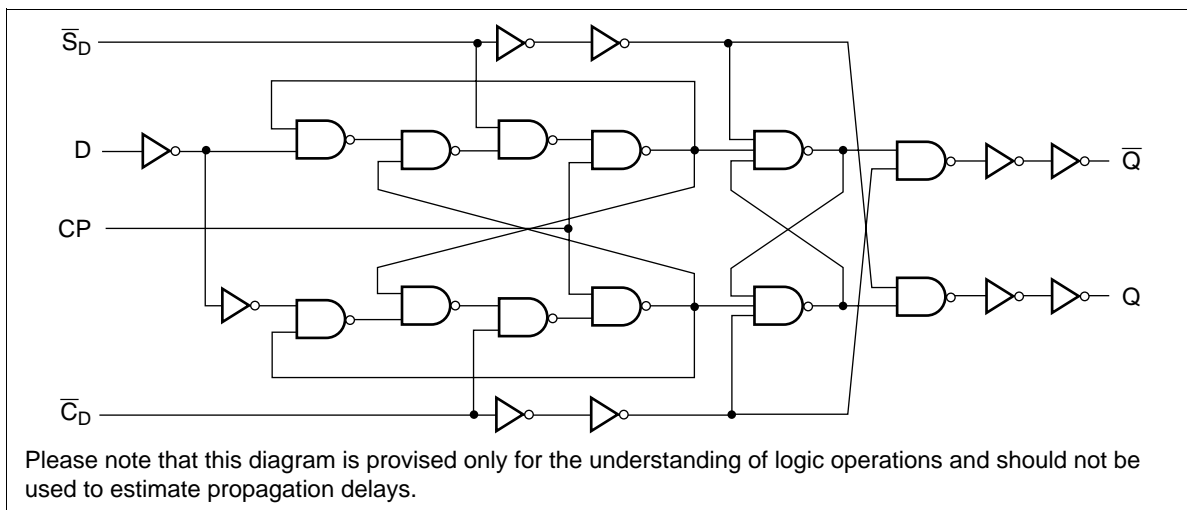 S̅D
D
Q̅
CP
Q
C̅D
Please note that this diagram is provised only for the understanding of logic operations and should not be
used to estimate propagation delays.